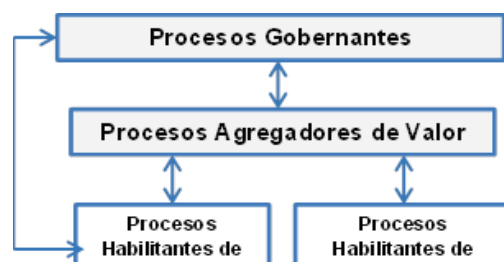 Procesos Gobernantes
Procesos Agregadores de Valor
Procesos
Habilitantes de
Procesos
Habilitantes de